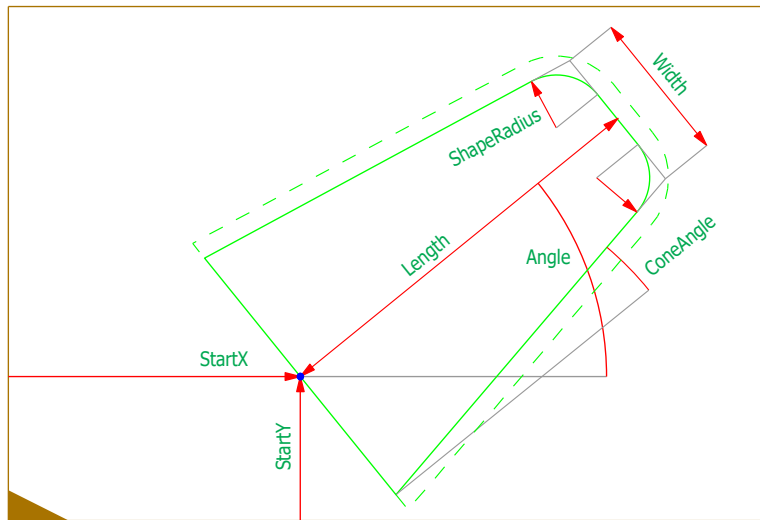 Width
ShapeRadius
Length
ConeAngle
Angle
StartX
StartY